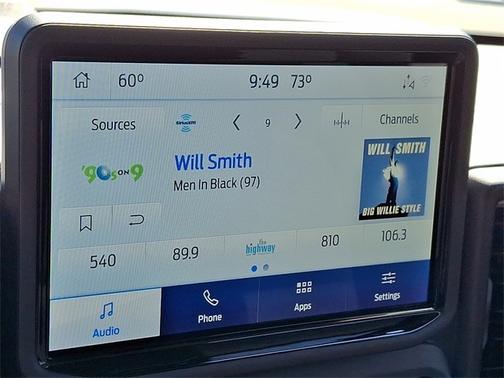 60° 9:49 73°
Sources SiriusXM 9 Channels
'90s ON 9
Will Smith
Men In Black (97)
WILL SMITH
BIG WILLIE STYLE
540 89.9 the highway 810 106.3
Audio Phone Apps Settings